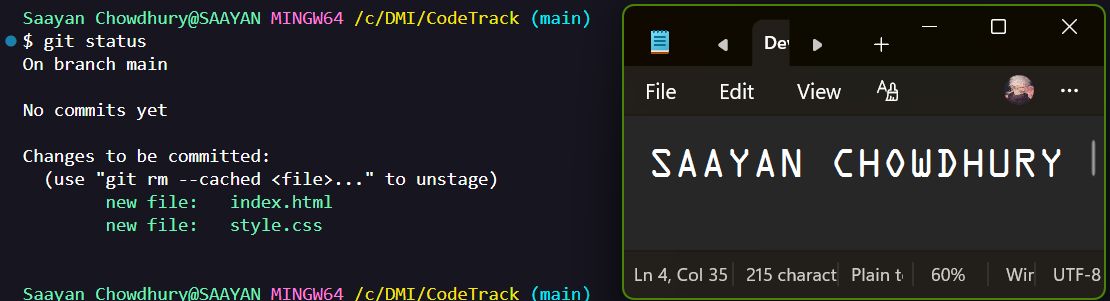 Saayan Chowdhury@SAAYAN MINGW64 /c/DMI/CodeTrack (main)
$ git status
On branch main
No commits yet
Changes to be committed:
(use "git rm --cached <file>..." to unstage)
new file:   index.html
new file:   style.css
Saayan Chowdhury@SAAYAN MINGW64 /c/DMI/CodeTrack (main)
De
File Edit View
SAAYAN CHOWDHURY
Ln 4, Col 35 215 charact Plain t 60% Wir UTF-8